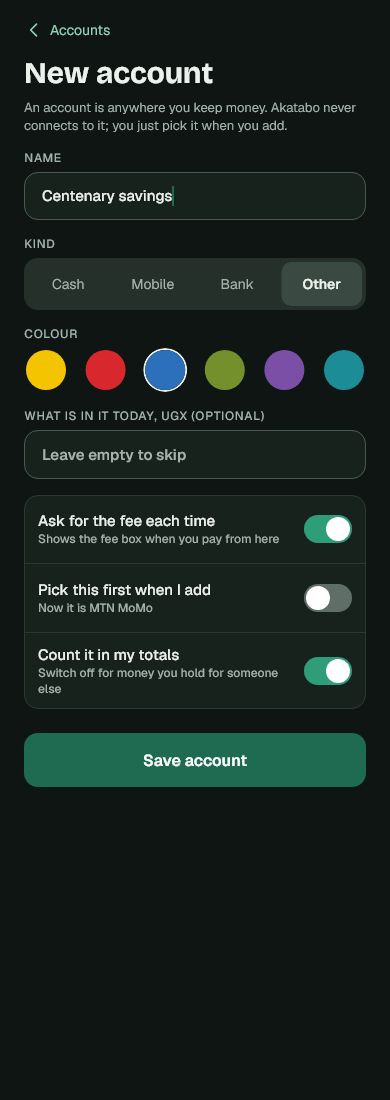 Accounts
New account
An account is anywhere you keep money. Akatabo never
connects to it; you just pick it when you add.
NAME
Centenary savings
KIND
Cash
Mobile
Bank
Other
COLOUR
WHAT IS IN IT TODAY, UGX (OPTIONAL)
Leave empty to skip
Ask for the fee each time
Shows the fee box when you pay from here
Pick this first when I add
Now it is MTN MoMo
Count it in my totals
Switch off for money you hold for someone
else
Save account